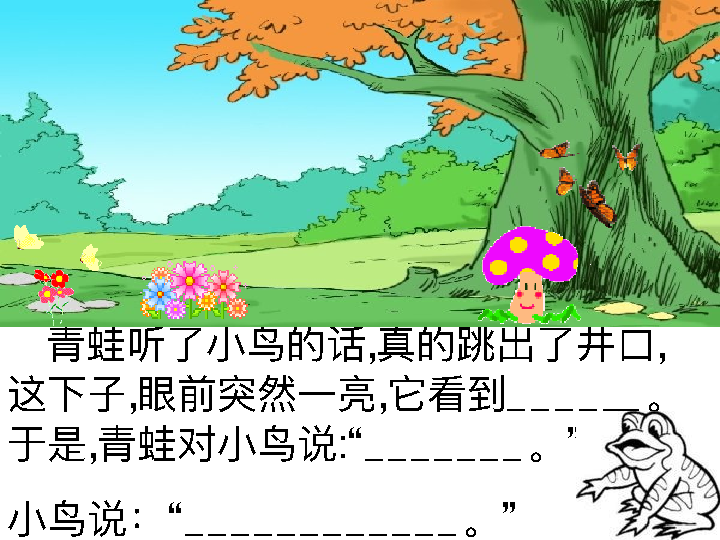 青蛙听了小鸟的话,真的跳出了井口,
这下子,眼前突然一亮,它看到______。
于是,青蛙对小鸟说:“_______。”
小鸟说：“____________。”